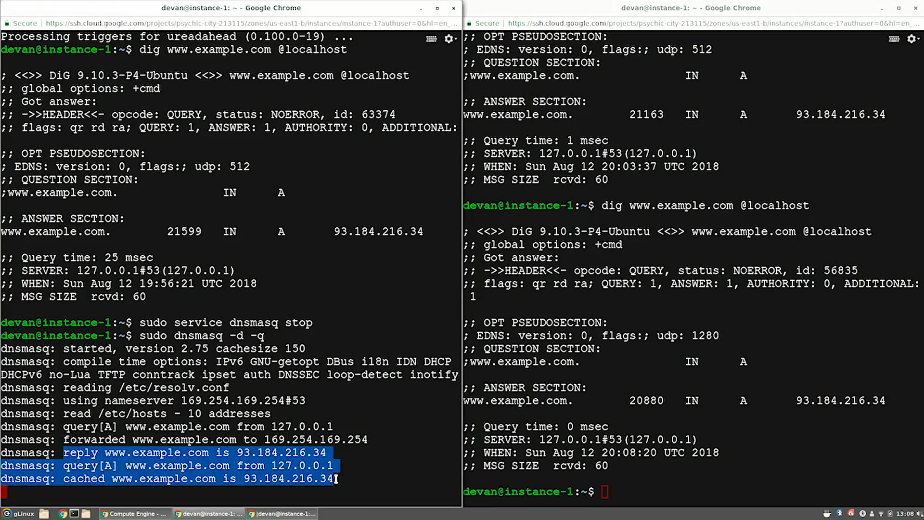 devan@instance-1: ~ - Google Chrome
https://ssh.cloud.google.com/projects/psychic-city-213115/zones/us-east1-b/instances/instance-1?authuser=0&hl=en_
Processing triggers for ureadahead (0.100.0-19) ...
devan@instance-1:~$ dig www.example.com @localhost
; <<>> DiG 9.10.3-P4-Ubuntu <<>> www.example.com @localhost
;; global options: +cmd
;; Got answer:
;; ->>HEADER<<- opcode: QUERY, status: NOERROR, id: 63374
;; flags: qr rd ra; QUERY: 1, ANSWER: 1, AUTHORITY: 0, ADDITIONAL:
;; OPT PSEUDOSECTION:
; EDNS: version: 0, flags:; udp: 512
;; QUESTION SECTION:
;www.example.com. IN A
;; ANSWER SECTION:
www.example.com. 21599 IN A 93.184.216.34
;; Query time: 25 msec
;; SERVER: 127.0.0.1#53(127.0.0.1)
;; WHEN: Sun Aug 12 19:56:21 UTC 2018
;; MSG SIZE rcvd: 60
devan@instance-1:~$ sudo service dnsmasq stop
devan@instance-1:~$ sudo dnsmasq -d -q
dnsmasq: started, version 2.75 cachesize 150
dnsmasq: compile time options: IPv6 GNU-getopt DBus i18n IDN DHCP
DHCPv6 no-Lua TFTP conntrack ipset auth DNSSEC loop-detect inotify
dnsmasq: reading /etc/resolv.conf
dnsmasq: using nameserver 169.254.169.254#53
dnsmasq: read /etc/hosts - 10 addresses
dnsmasq: query[A] www.example.com from 127.0.0.1
dnsmasq: forwarded www.example.com to 169.254.169.254
dnsmasq: reply www.example.com is 93.184.216.34
dnsmasq: query[A] www.example.com from 127.0.0.1
dnsmasq: cached www.example.com is 93.184.216.34
devan@instance-1: ~ - Google Chrome
https://ssh.cloud.google.com/projects/psychic-city-213115/zones/us-east1-b/instances/instance-1?authuser=0&hl=en_
;; OPT PSEUDOSECTION:
; EDNS: version: 0, flags:; udp: 512
;; QUESTION SECTION:
;www.example.com. IN A
;; ANSWER SECTION:
www.example.com. 21163 IN A 93.184.216.34
;; Query time: 1 msec
;; SERVER: 127.0.0.1#53(127.0.0.1)
;; WHEN: Sun Aug 12 20:03:37 UTC 2018
;; MSG SIZE rcvd: 60
devan@instance-1:~$ dig www.example.com @localhost
; <<>> DiG 9.10.3-P4-Ubuntu <<>> www.example.com @localhost
;; global options: +cmd
;; Got answer:
;; ->>HEADER<<- opcode: QUERY, status: NOERROR, id: 56835
;; flags: qr rd ra; QUERY: 1, ANSWER: 1, AUTHORITY: 0, ADDITIONAL:
1
;; OPT PSEUDOSECTION:
; EDNS: version: 0, flags:; udp: 1280
;; QUESTION SECTION:
;www.example.com. IN A
;; ANSWER SECTION:
www.example.com. 20880 IN A 93.184.216.34
;; Query time: 0 msec
;; SERVER: 127.0.0.1#53(127.0.0.1)
;; WHEN: Sun Aug 12 20:08:20 UTC 2018
;; MSG SIZE rcvd: 60
devan@instance-1:~$
gLinux Compute Engine - devan@instance-1: devan@instance-1: 13:08